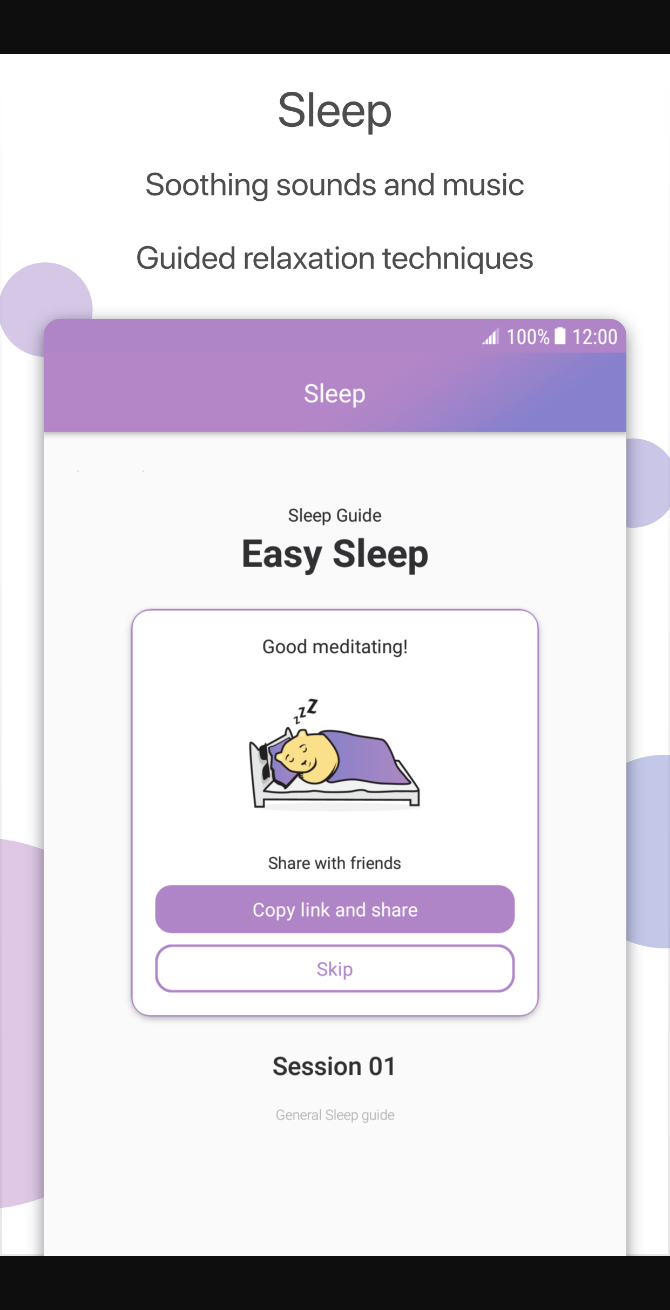 Sleep
Soothing sounds and music
Guided relaxation techniques
100% 12:00
Sleep
Sleep Guide
Easy Sleep
Good meditating!
z z Z
Share with friends
Copy link and share
Skip
Session 01
General Sleep guide